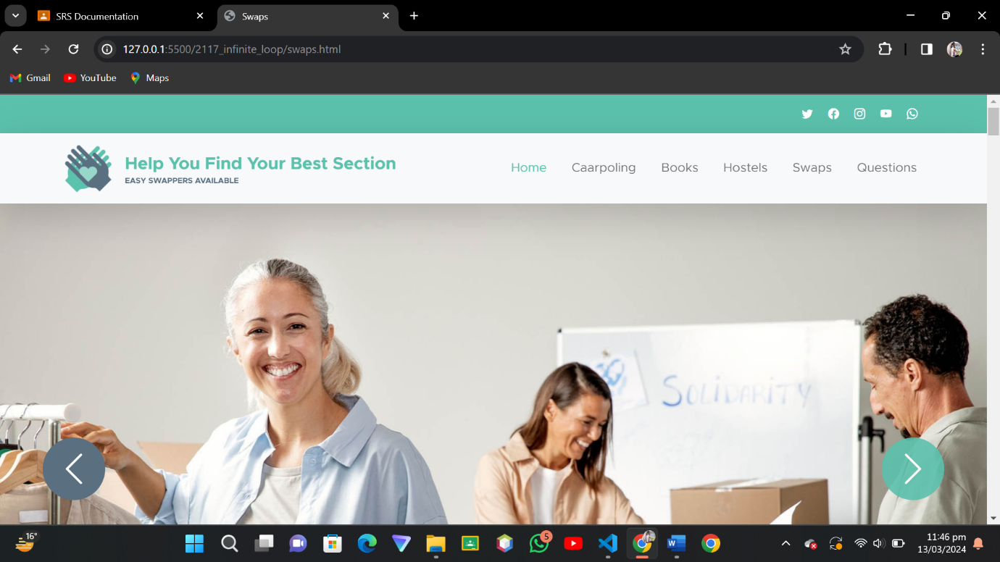 SRS Documentation
Swaps
127.0.0.1:5500/2117_infinite_loop/swaps.html
Gmail YouTube Maps
Help You Find Your Best Section
EASY SWAPPERS AVAILABLE
Home Caarpoling Books Hostels Swaps Questions
SOLIDARITY
16°
5
11:46 pm
13/03/2024